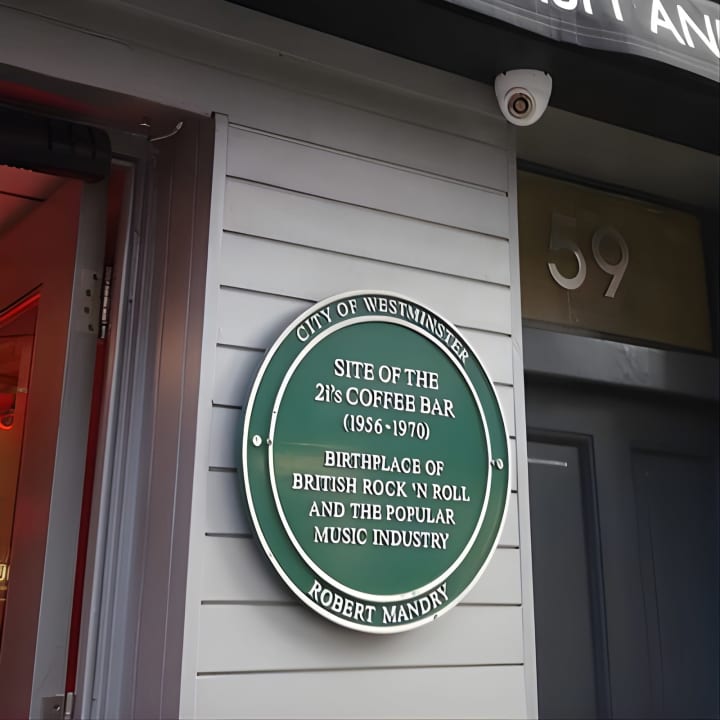 AN
59
CITY OF WESTMINSTER
SITE OF THE
2I's COFFEE BAR
(1956-1970)
BIRTHPLACE OF
BRITISH ROCK 'N ROLL
AND THE POPULAR
MUSIC INDUSTRY
ROBERT MANDRY